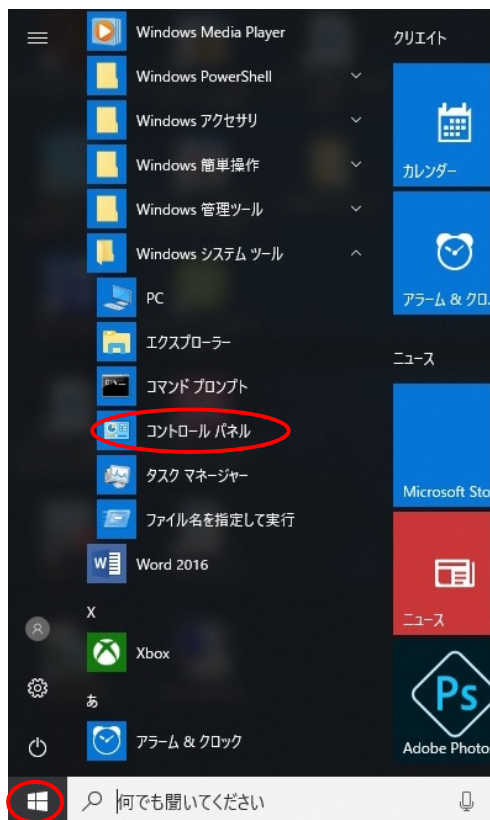 Windows Media Player
Windows PowerShell
Windows アクセサリ
Windows 簡単操作
Windows 管理ツール
Windows システム ツール
PC
エクスプローラー
コマンド プロンプト
コントロール パネル
タスク マネージャー
ファイル名を指定して実行
Word 2016
X
Xbox
あ
アラーム & クロック
クリエイト
カレンダー
アラーム & クロ...
ニュース
Microsoft Sto
ニュース
Ps
Adobe Photo
何でも聞いてください